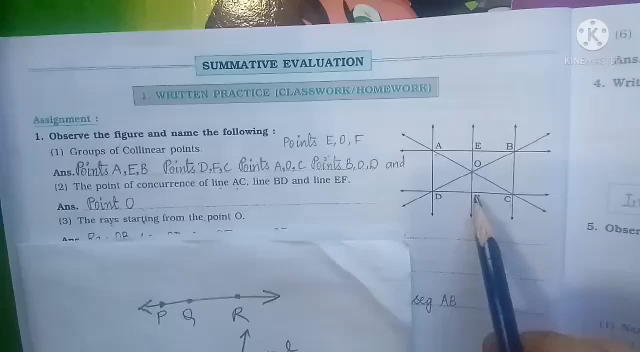 (6)
KINEMASTER
Ans.
SUMMATIVE EVALUATION
4. Writ
1. WRITTEN PRACTICE [CLASSWORK/HOMEWORK]
Assignment :
1. Observe the figure and name the following :
(1) Groups of Collinear points
Points E, O, F
Ans. Points A, E, B Points D, F, C Points A, O, C Points B, O, D and
(2) The point of concurrence of line AC, line BD and line EF.
Ans. Point O
(3) The rays starting from the point O.
A E B
O
D C
5. Obser
seg AB
P Q R
l